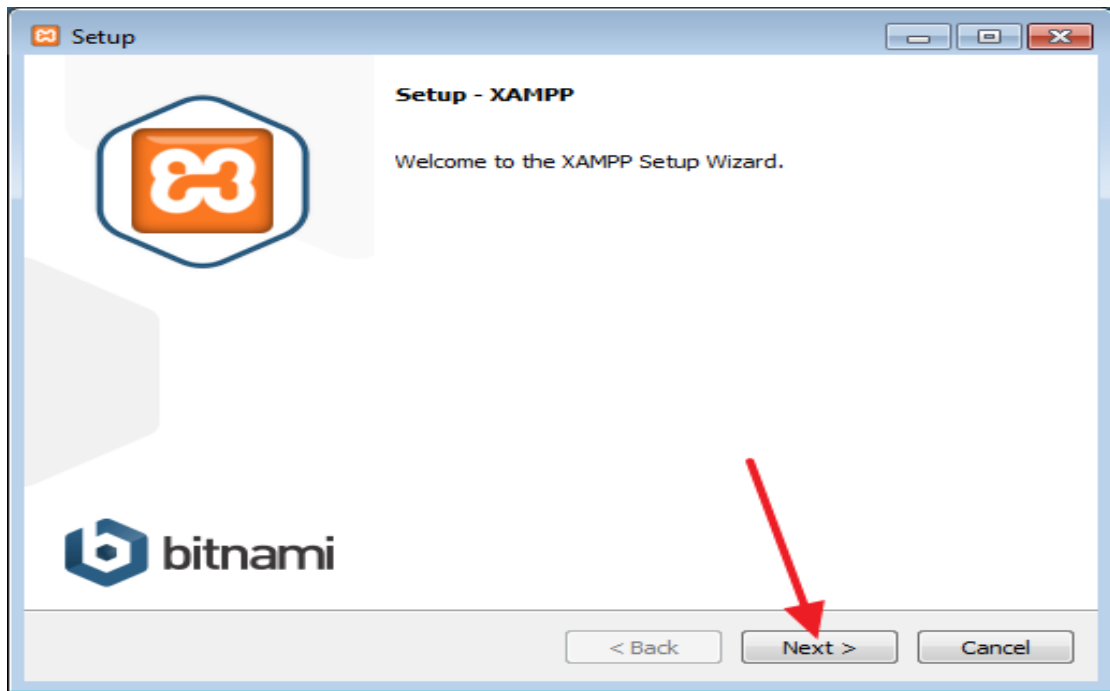 Setup
Setup - XAMPP
Welcome to the XAMPP Setup Wizard.
bitnami
< Back
Next >
Cancel